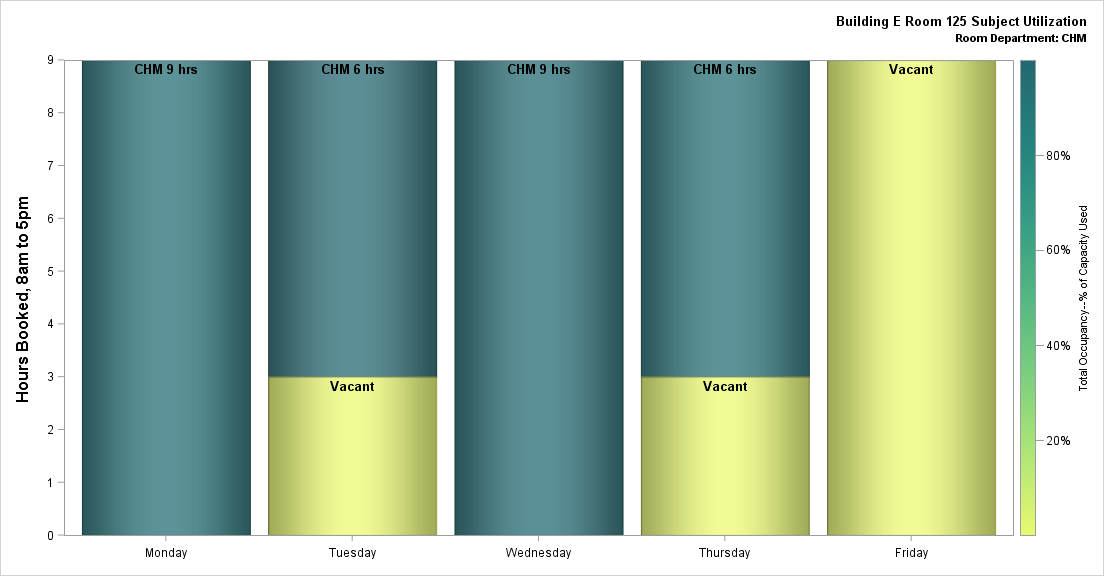 Building E Room 125 Subject Utilization
Room Department: CHM
Hours Booked, 8am to 5pm
9
8
7
6
5
4
3
2
1
0
CHM 9 hrs
CHM 6 hrs
CHM 9 hrs
CHM 6 hrs
Vacant
Vacant
Vacant
Monday
Tuesday
Wednesday
Thursday
Friday
80%
60%
40%
20%
Total Occupancy--% of Capacity Used